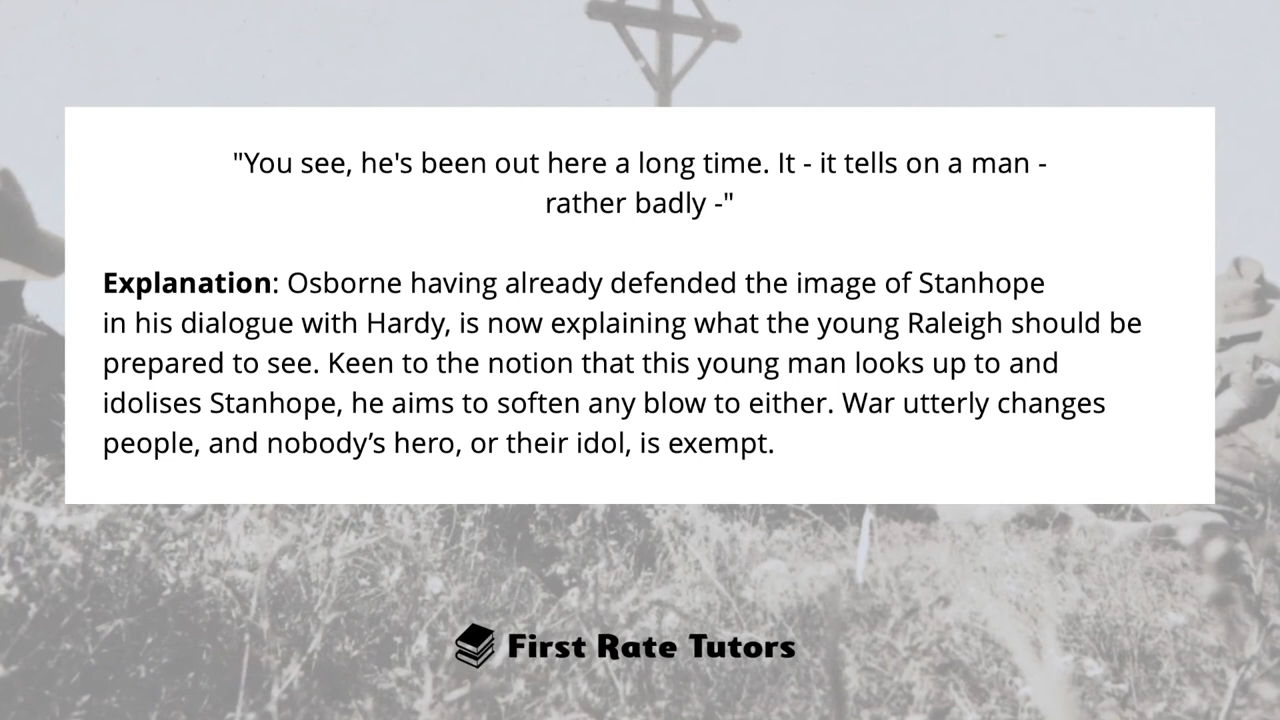 "You see, he's been out here a long time. It - it tells on a man -
rather badly -"
Explanation: Osborne having already defended the image of Stanhope
in his dialogue with Hardy, is now explaining what the young Raleigh should be
prepared to see. Keen to the notion that this young man looks up to and
idolises Stanhope, he aims to soften any blow to either. War utterly changes
people, and nobody’s hero, or their idol, is exempt.
First Rate Tutors